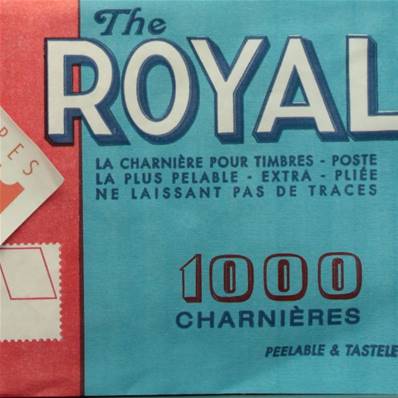 The
ROYAL
LA CHARNIÈRE POUR TIMBRES - POSTE
LA PLUS PELABLE - EXTRA - PLIÉE
NE LAISSANT PAS DE TRACES
1000
CHARNIÈRES
PEELABLE & TASTELE